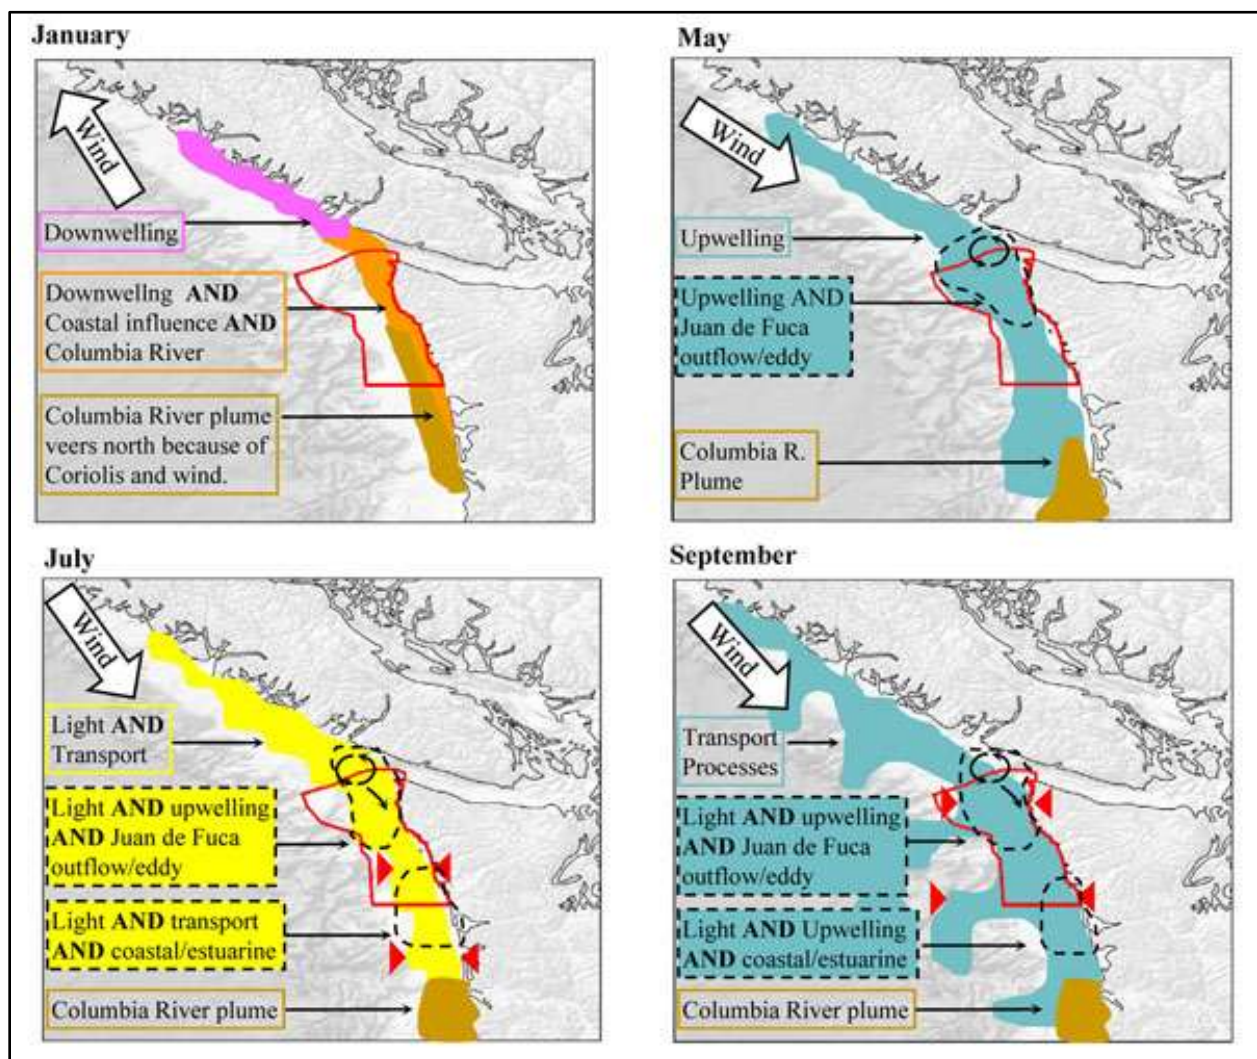 January
Wind
Downwelling
Downwellng AND
Coastal influence AND
Columbia River
Columbia River plume
veers north because of
Coriolis and wind.
May
Wind
Upwelling
Upwelling AND
Juan de Fuca
outflow/eddy
Columbia R.
Plume
July
Wind
Light AND
Transport
Light AND upwelling
AND Juan de Fuca
outflow/eddy
Light AND transport
AND coastal/estuarine
Columbia River plume
September
Wind
Transport
Processes
Light AND upwelling
AND Juan de Fuca
outflow/eddy
Light AND Upwelling
AND coastal/estuarine
Columbia River plume